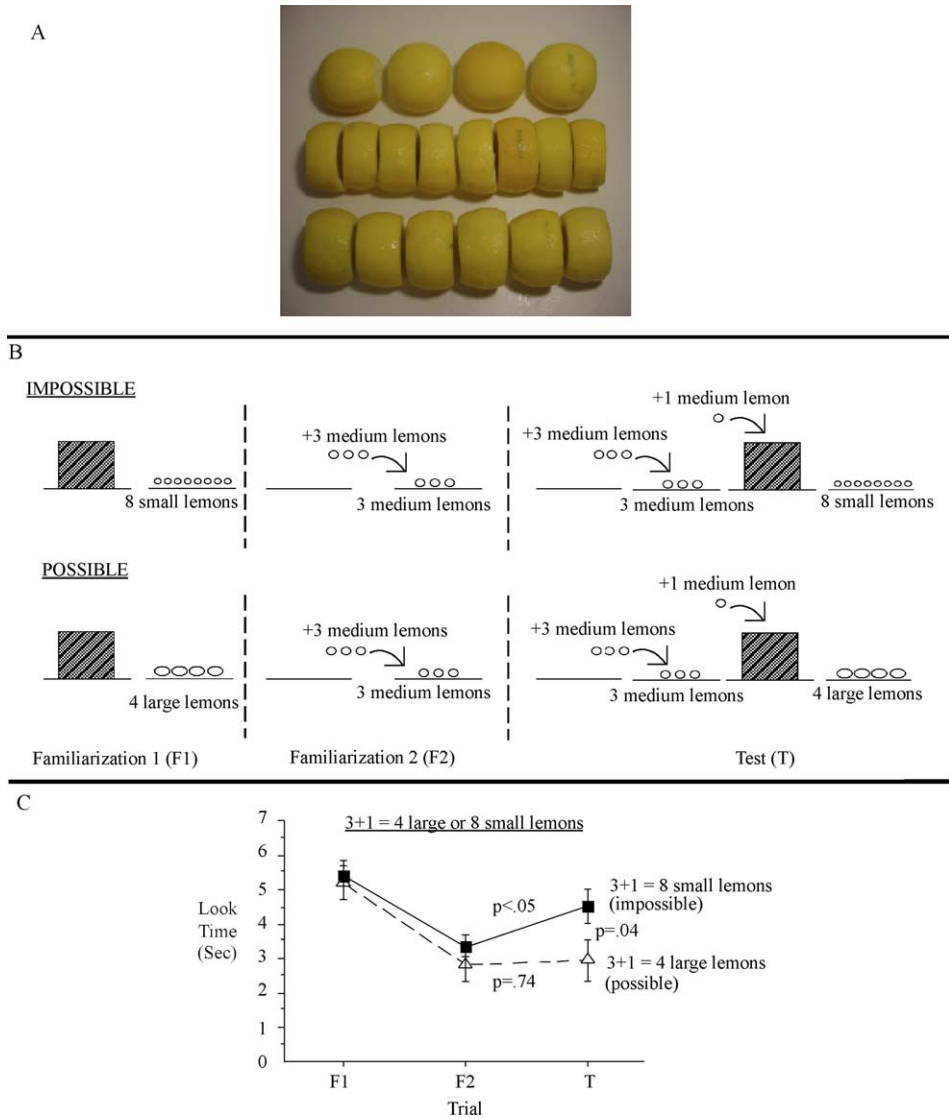 A
B
IMPOSSIBLE
8 small lemons
+3 medium lemons
3 medium lemons
+1 medium lemon
+3 medium lemons
3 medium lemons
8 small lemons
POSSIBLE
4 large lemons
+3 medium lemons
3 medium lemons
+1 medium lemon
+3 medium lemons
3 medium lemons
4 large lemons
Familiarization 1 (F1)
Familiarization 2 (F2)
Test (T)
C
3+1 = 4 large or 8 small lemons
7
6
5
4
3
2
1
0
Look
Time
(Sec)
p<.05
3+1 = 8 small lemons
(impossible)
p=.04
p=.74
3+1 = 4 large lemons
(possible)
F1
F2
T
Trial